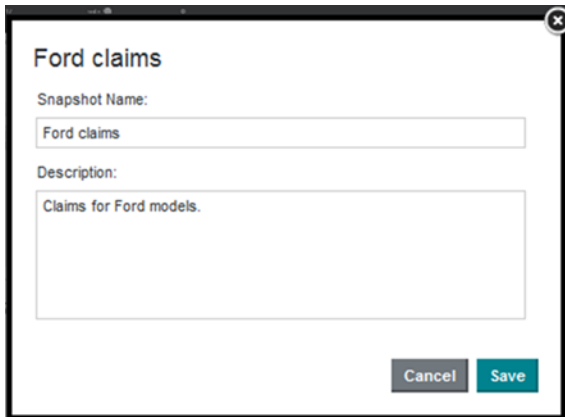 Ford claims
Snapshot Name:
Ford claims
Description:
Claims for Ford models.
Cancel Save